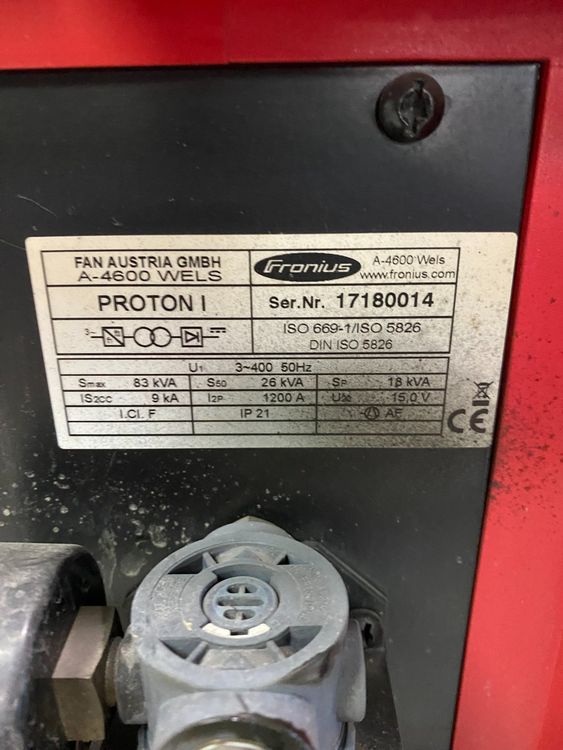 FAN AUSTRIA GMBH
A-4600 WELS
Fronius
A-4600 Wels
www.fronius.com
PROTON I
Ser.Nr. 17180014
3~
ISO 669-1/ISO 5826
DIN ISO 5826
U1 3~400 50Hz
Smax 83 kVA S50 26 kVA SP 18 kVA
IS2CC 9 kA I2P 1200 A U20 15,0 V
I.Cl. F IP 21 AF
CE